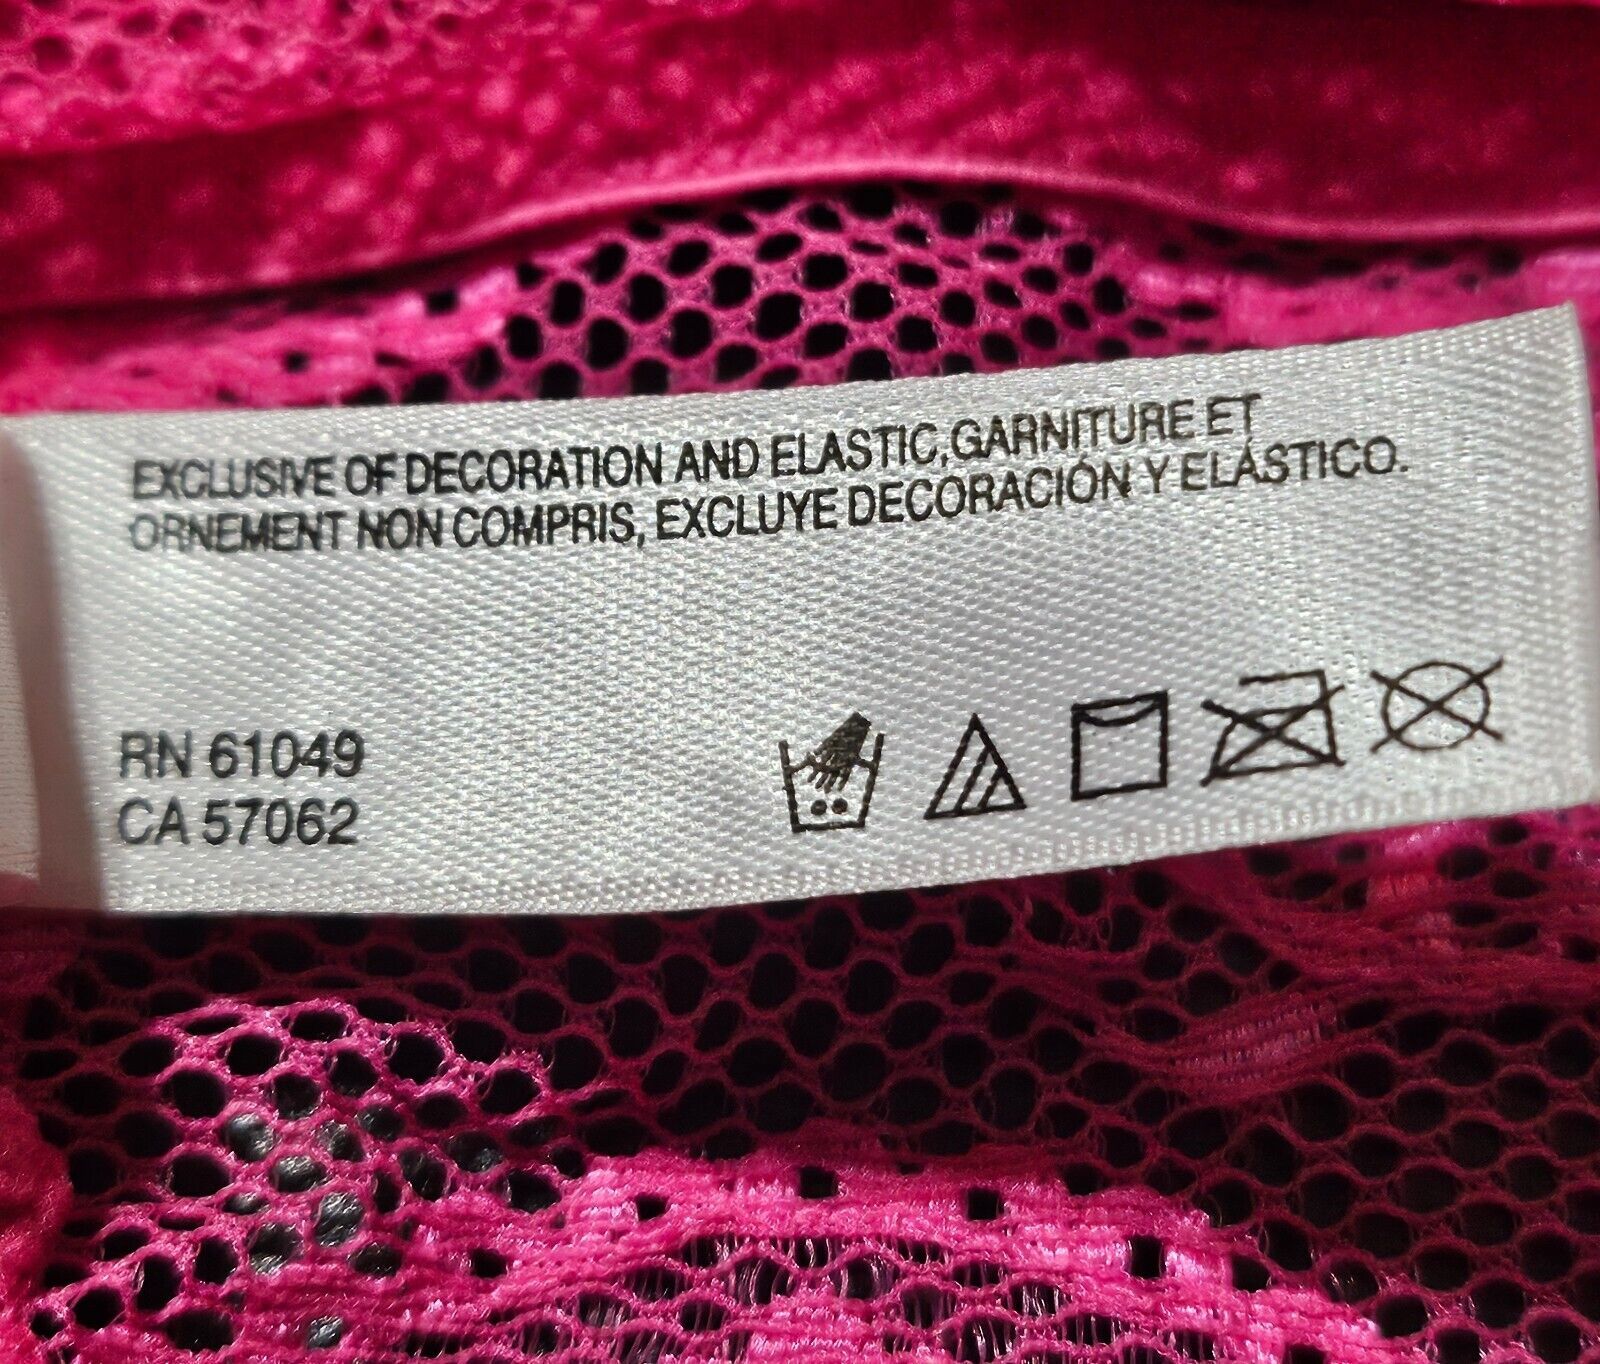 EXCLUSIVE OF DECORATION AND ELASTIC,GARNITURE ET
ORNEMENT NON COMPRIS, EXCLUYE DECORACIÓN Y ELÁSTICO.
RN 61049
CA 57062